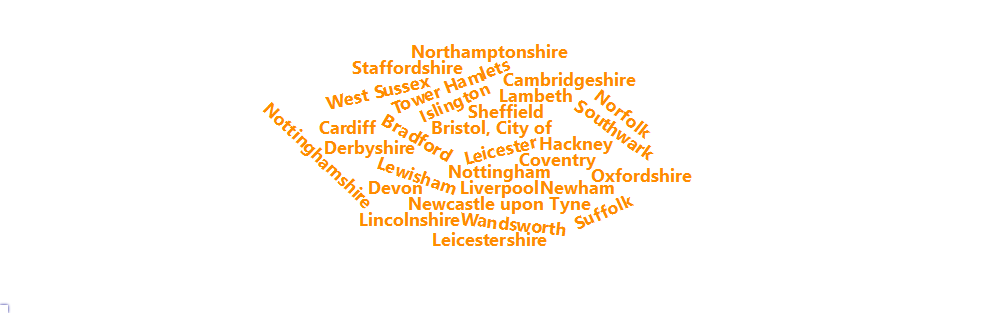 Northamptonshire
Staffordshire
Tower Hamlets
Cambridgeshire
West Sussex
Islington
Lambeth
Norfolk
Sheffield
Southwark
Nottinghamshire
Cardiff
Bradford
Bristol, City of
Derbyshire
Leicester
Hackney
Coventry
Lewisham
Nottingham
Oxfordshire
Devon
Liverpool
Newham
Newcastle upon Tyne
Suffolk
Lincolnshire
Wandsworth
Leicestershire